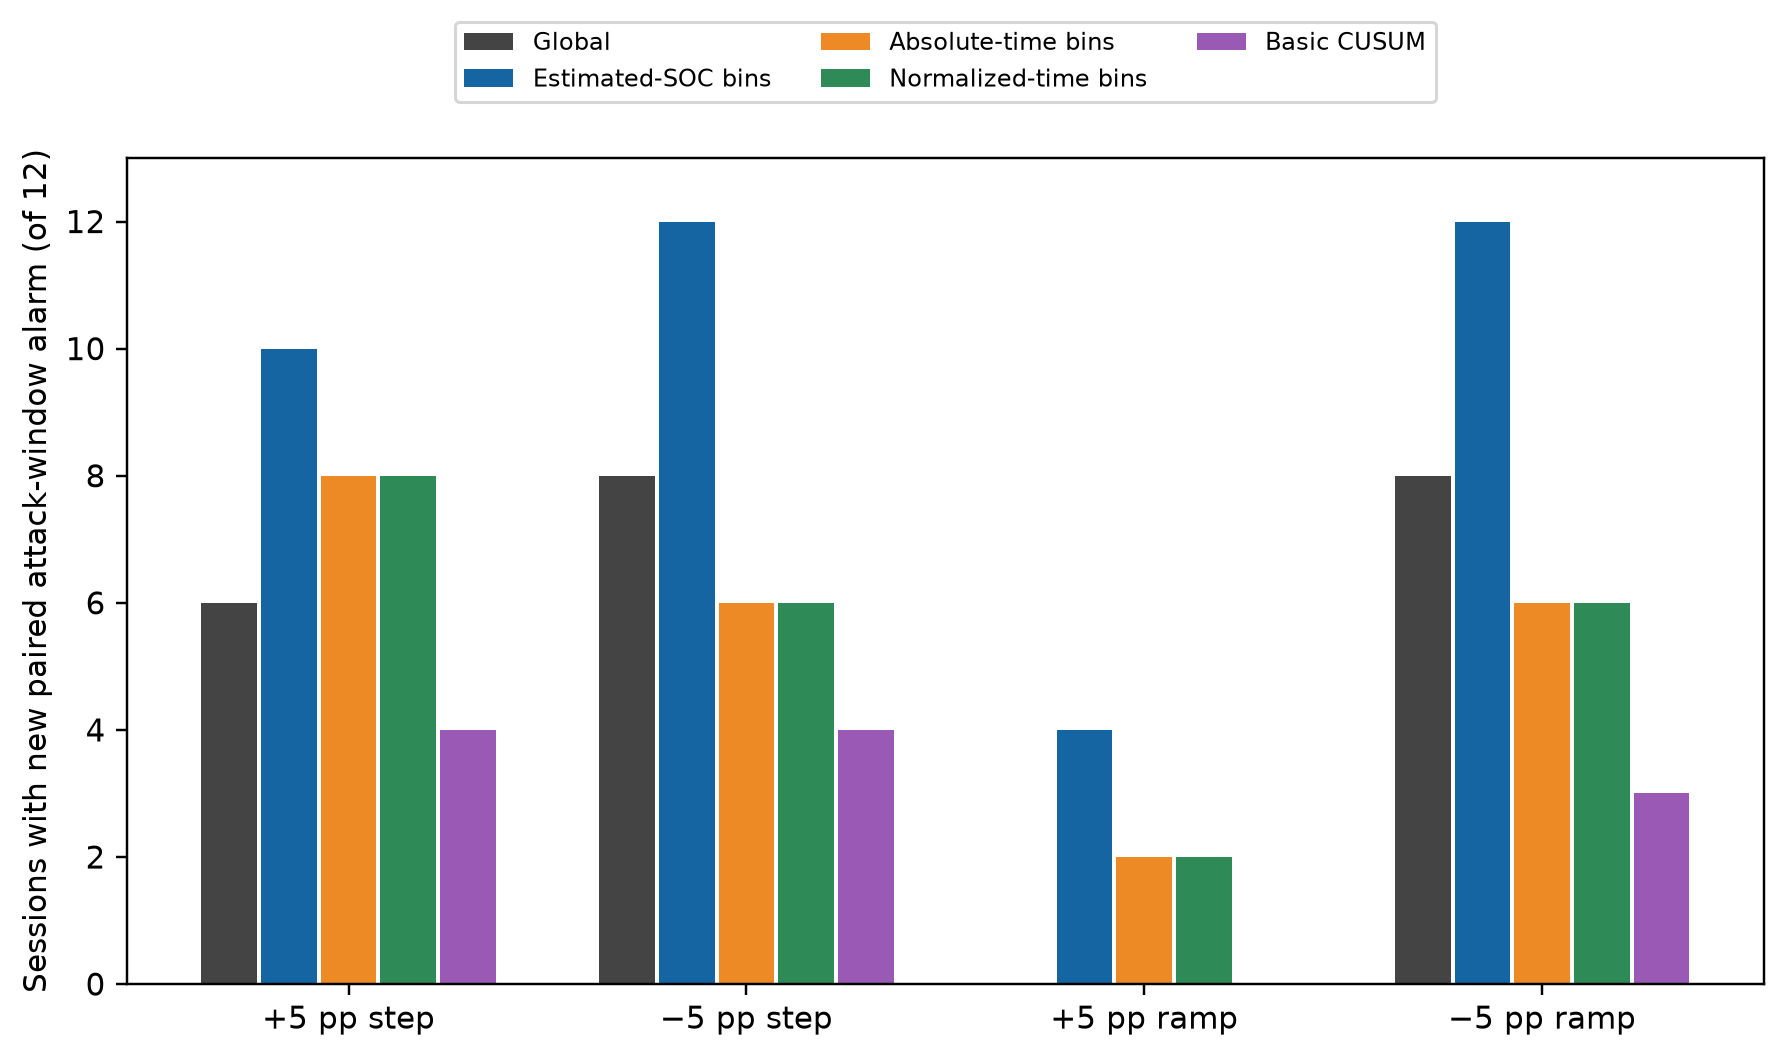 Global
Estimated-SOC bins
Absolute-time bins
Normalized-time bins
Basic CUSUM
Sessions with new paired attack-window alarm (of 12)
12
10
8
6
4
2
0
+5 pp step
−5 pp step
+5 pp ramp
−5 pp ramp